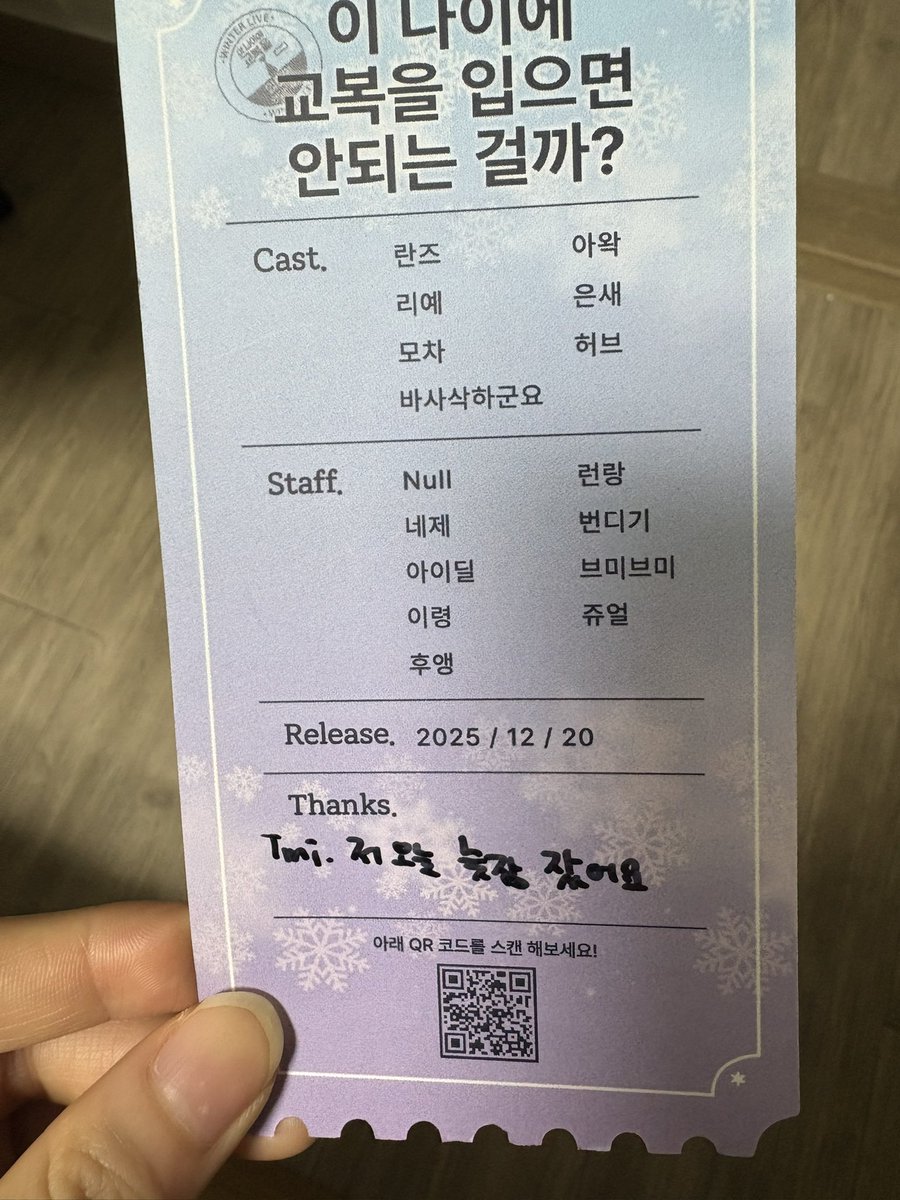 WINTER LIVE
이 나이에
교복을 입으면
안되는 걸까?
Cast. 란즈 아왁
리예 은새
모차 허브
바사삭하군요
Staff. Null 런랑
네제 번디기
아이딜 브미브미
이령 쥬얼
후앵
Release. 2025 / 12 / 20
Thanks.
Tmi. 저 오늘 늦잠 잤어요
아래 QR 코드를 스캔 해보세요!